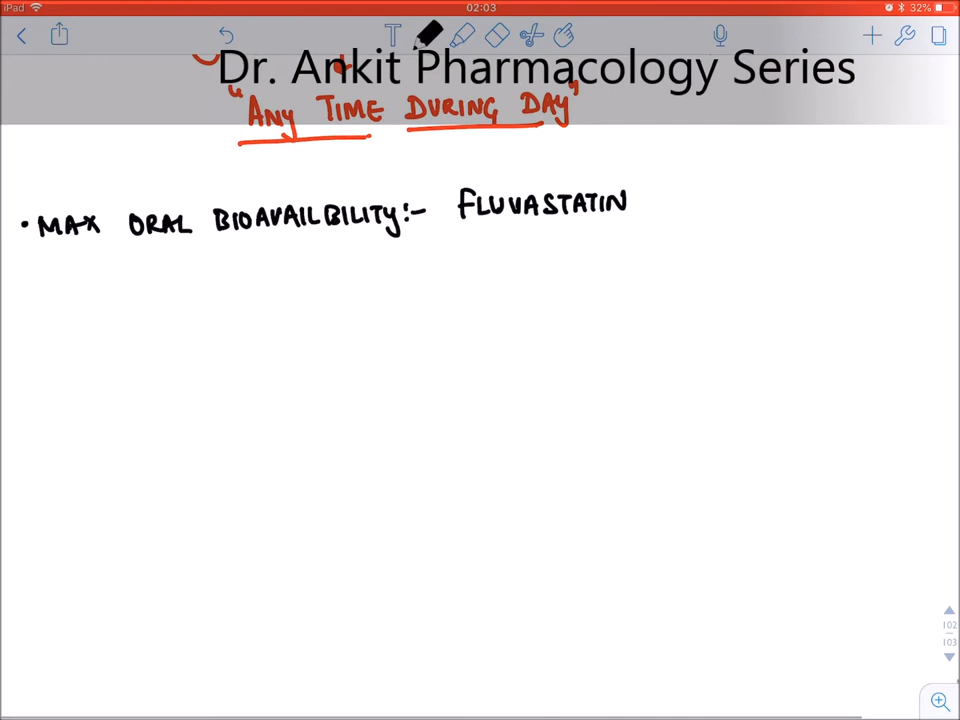 iPad 02:03 32%
Dr. Ankit Pharmacology Series
"ANY TIME DURING DAY"
• MAX ORAL BIOAVAILBILITY:- FLUVASTATIN
102
103